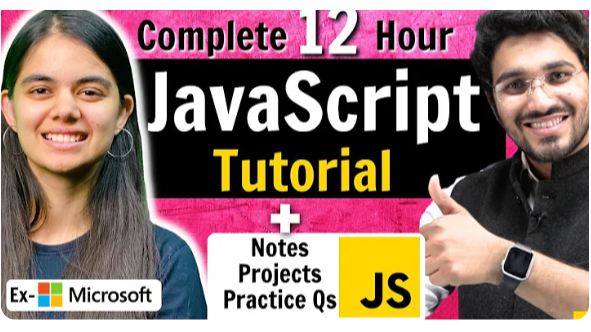 Complete 12 Hour
JavaScript
Tutorial
+
Notes
Projects
Practice Qs
JS
Ex- Microsoft